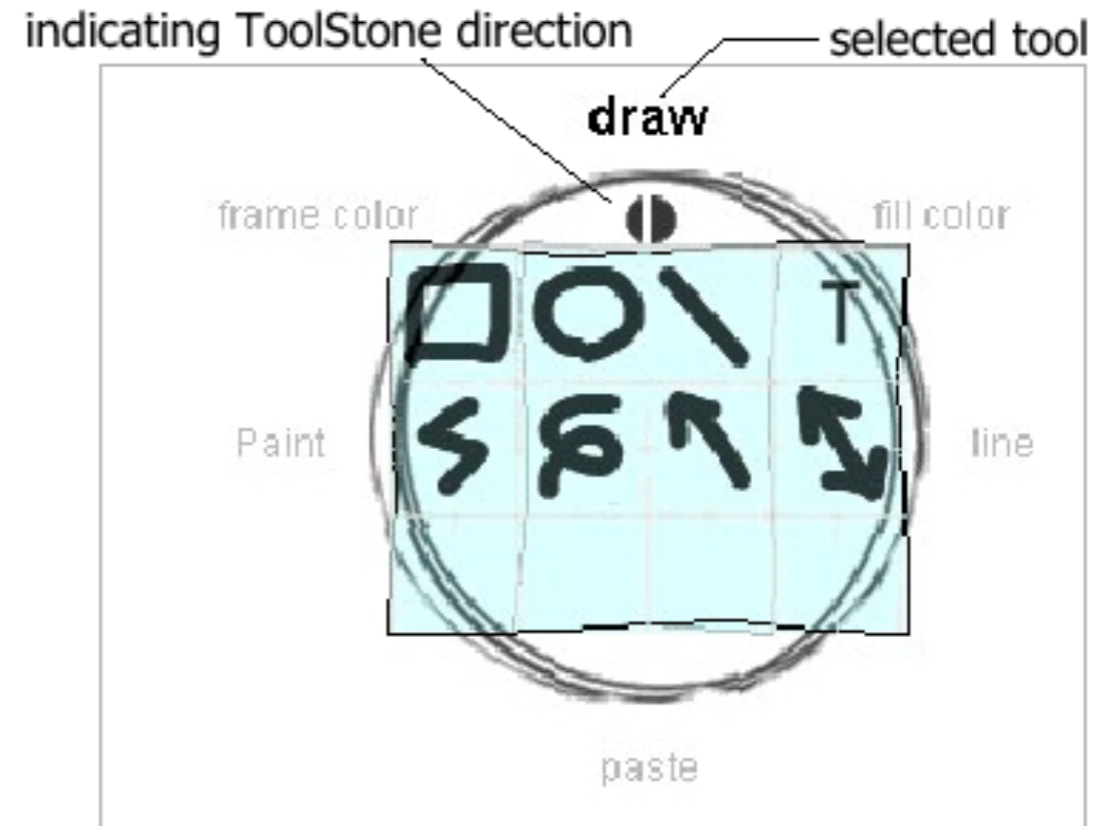 indicating ToolStone direction
selected tool
draw
frame color
fill color
T
Paint
line
paste